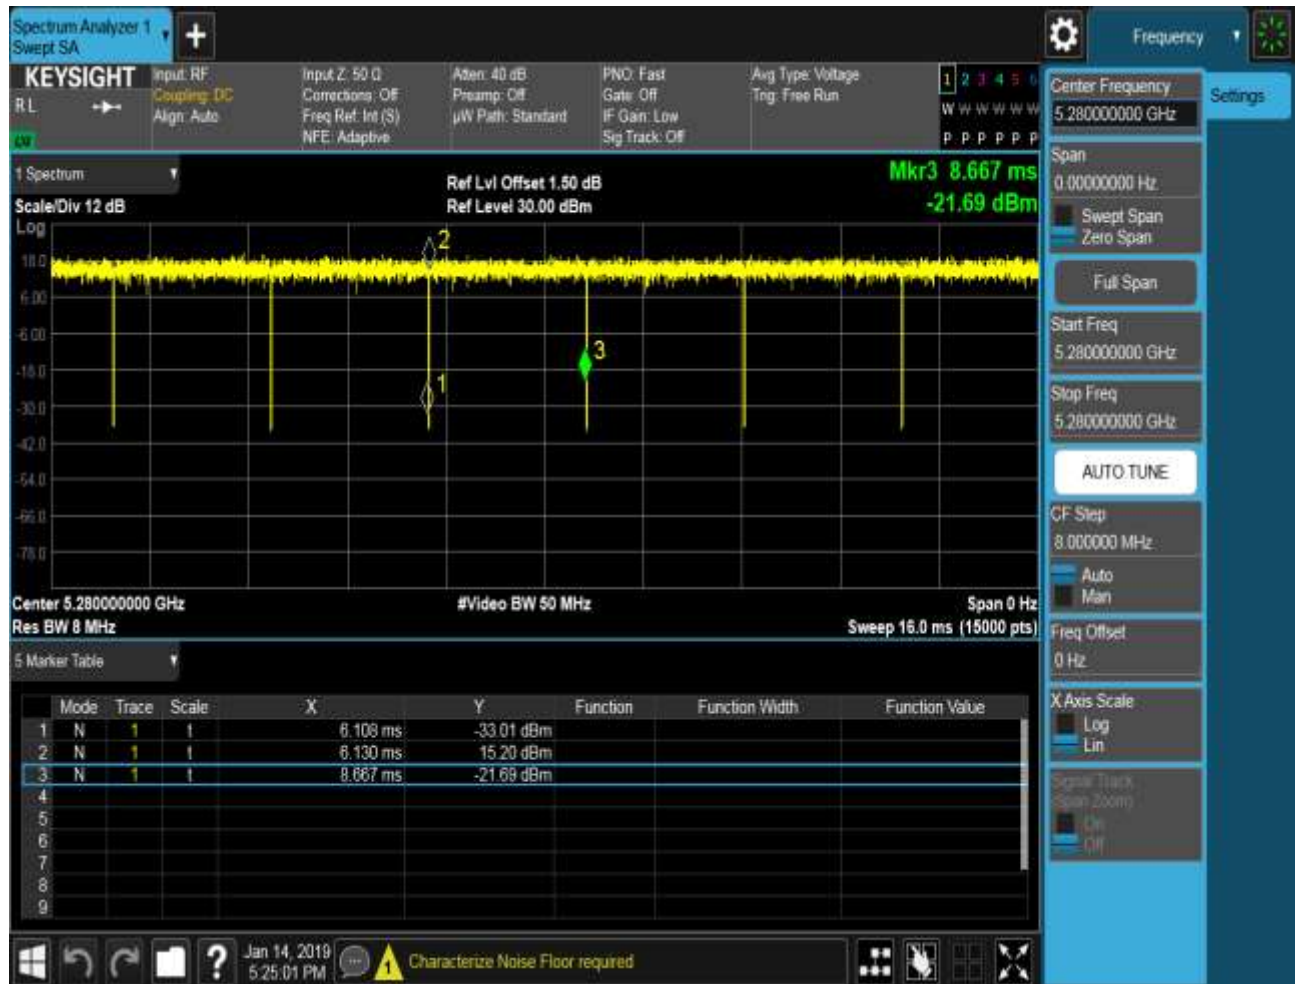 Spectrum Analyzer 1
Swept SA
+
Frequency
KEYSIGHT
RL
Input: RF
Coupling: DC
Align: Auto
Input Z: 50 Ω
Corrections: Off
Freq Ref: Int (S)
NFE: Adaptive
Atten: 40 dB
Preamp: Off
µW Path: Standard
PNO: Fast
Gate: Off
IF Gain: Low
Sig Track: Off
Avg Type: Voltage
Trig: Free Run
1 2 3 4 5 6
W W W W W W
P P P P P P
1 Spectrum
Scale/Div 12 dB
Log
Ref Lvl Offset 1.50 dB
Ref Level 30.00 dBm
Mkr3 8.667 ms
-21.69 dBm
18.0
6.00
-6.00
-18.0
-30.0
-42.0
-54.0
-66.0
-78.0
2
1
3
Center 5.280000000 GHz
#Video BW 50 MHz
Span 0 Hz
Res BW 8 MHz
Sweep 16.0 ms (15000 pts)
5 Marker Table
Mode Trace Scale X Y Function Function Width Function Value
1 N 1 t 6.108 ms -33.01 dBm
2 N 1 t 6.130 ms 15.20 dBm
3 N 1 t 8.667 ms -21.69 dBm
4
5
6
7
8
9
Center Frequency
5.280000000 GHz
Settings
Span
0.00000000 Hz
Swept Span
Zero Span
Full Span
Start Freq
5.280000000 GHz
Stop Freq
5.280000000 GHz
AUTO TUNE
CF Step
8.000000 MHz
Auto
Man
Freq Offset
0 Hz
X Axis Scale
Log
Lin
Signal Track
(Span Zoom)
On
Off
?
Jan 14, 2019
5:25:01 PM
1
Characterize Noise Floor required